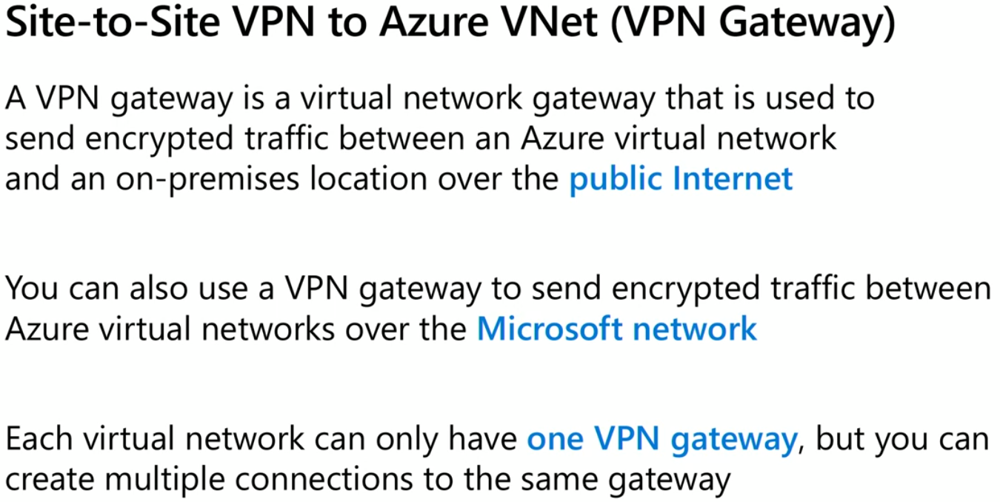 Site-to-Site VPN to Azure VNet (VPN Gateway)
A VPN gateway is a virtual network gateway that is used to
send encrypted traffic between an Azure virtual network
and an on-premises location over the public Internet
You can also use a VPN gateway to send encrypted traffic between
Azure virtual networks over the Microsoft network
Each virtual network can only have one VPN gateway, but you can
create multiple connections to the same gateway